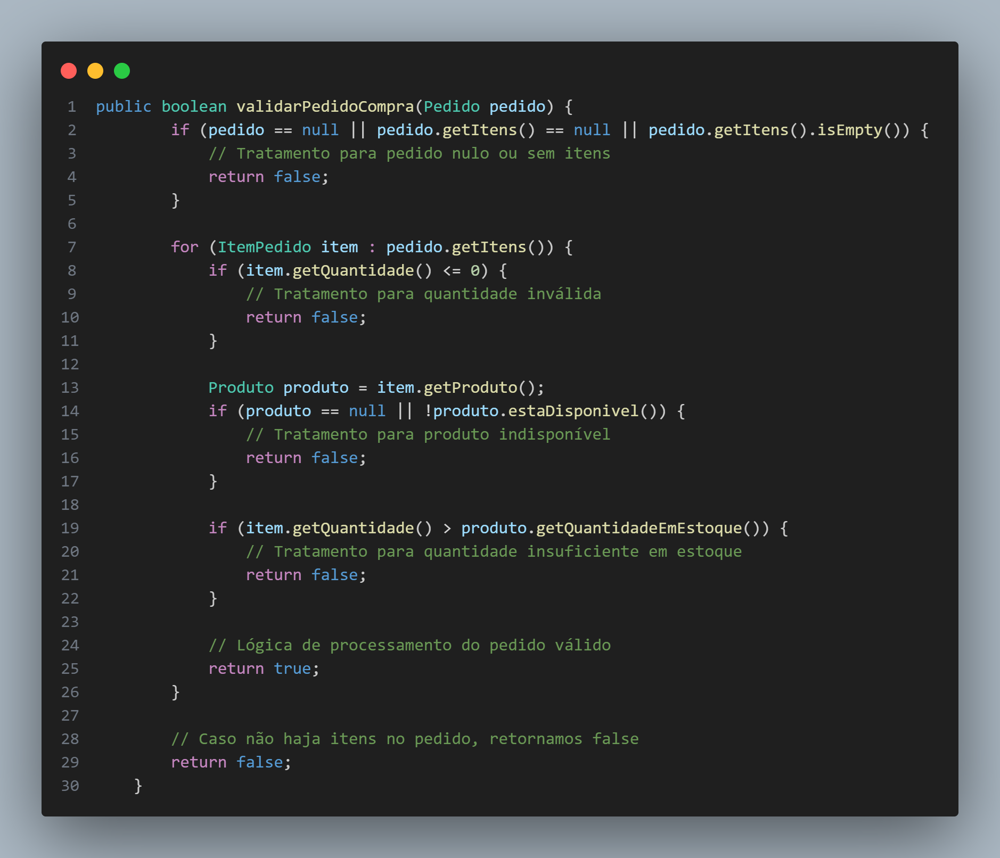 1 public boolean validarPedidoCompra(Pedido pedido) {
2         if (pedido == null || pedido.getItens() == null || pedido.getItens().isEmpty()) {
3             // Tratamento para pedido nulo ou sem itens
4             return false;
5         }
6
7         for (ItemPedido item : pedido.getItens()) {
8             if (item.getQuantidade() <= 0) {
9                 // Tratamento para quantidade inválida
10                 return false;
11             }
12
13             Produto produto = item.getProduto();
14             if (produto == null || !produto.estaDisponivel()) {
15                 // Tratamento para produto indisponível
16                 return false;
17             }
18
19             if (item.getQuantidade() > produto.getQuantidadeEmEstoque()) {
20                 // Tratamento para quantidade insuficiente em estoque
21                 return false;
22             }
23
24             // Lógica de processamento do pedido válido
25             return true;
26         }
27
28         // Caso não haja itens no pedido, retornamos false
29         return false;
30     }